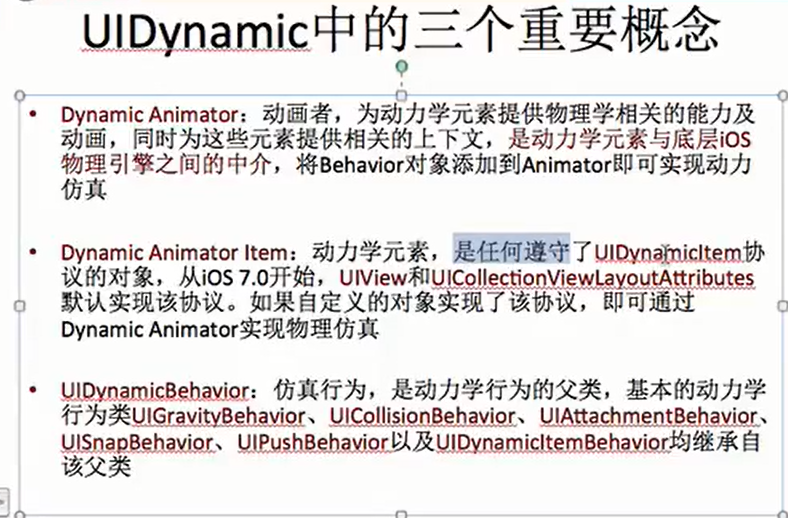 UIDynamic中的三个重要概念
• Dynamic Animator：动画者，为动力学元素提供物理学相关的能力及
动画，同时为这些元素提供相关的上下文，是动力学元素与底层iOS
物理引擎之间的中介，将Behavior对象添加到Animator即可实现动力
仿真
• Dynamic Animator Item：动力学元素，是任何遵守了UIDynamicItem协
议的对象，从iOS 7.0开始，UIView和UICollectionViewLayoutAttributes
默认实现该协议。如果自定义的对象实现了该协议，即可通过
Dynamic Animator实现物理仿真
• UIDynamicBehavior：仿真行为，是动力学行为的父类，基本的动力学
行为类UIGravityBehavior、UICollisionBehavior、UIAttachmentBehavior、
UISnapBehavior、UIPushBehavior以及UIDynamicItemBehavior均继承自
该父类